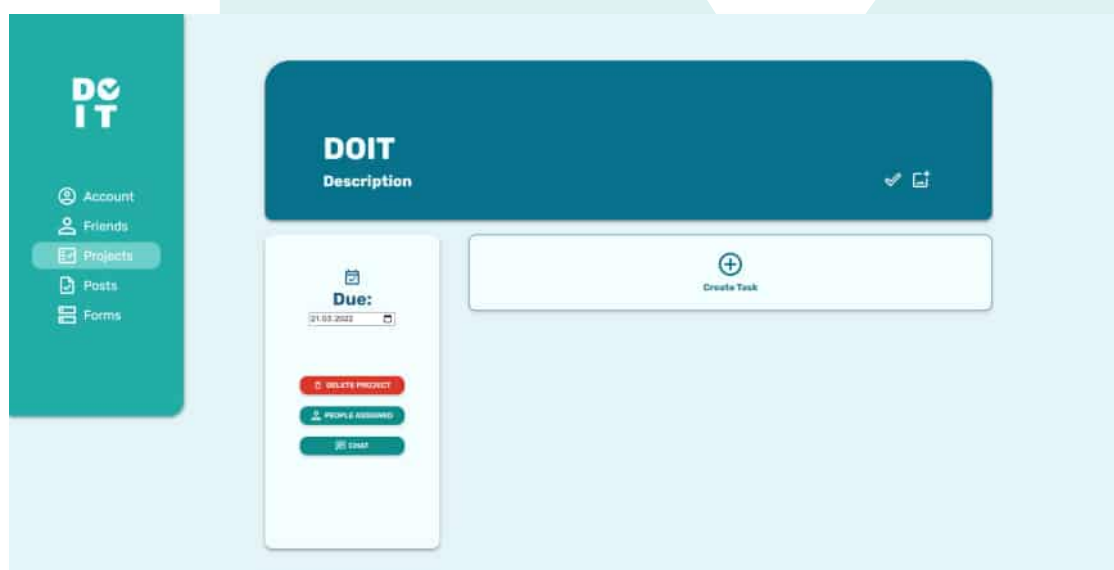 DO
IT
Account
Friends
Projects
Posts
Forms
DOIT
Description
Due:
21.03.2022
DELETE PROJECT
PEOPLE ASSIGNED
CHAT
Create Task